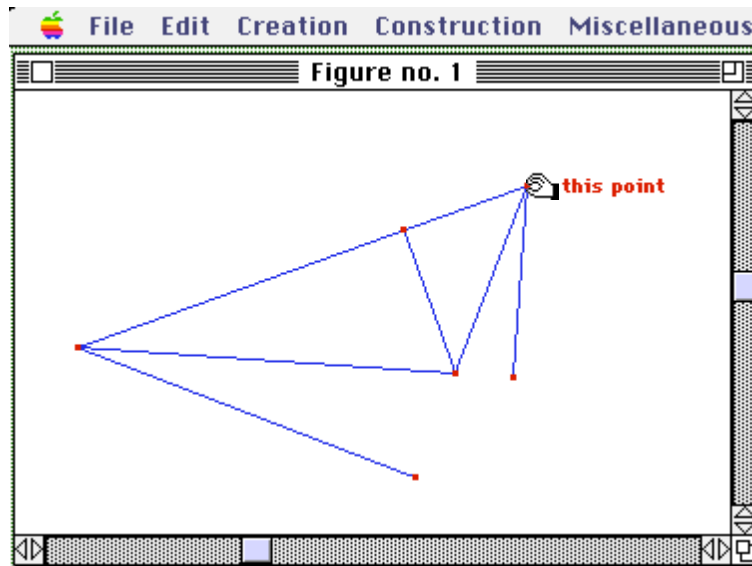 File Edit Creation Construction Miscellaneous
Figure no. 1
this point